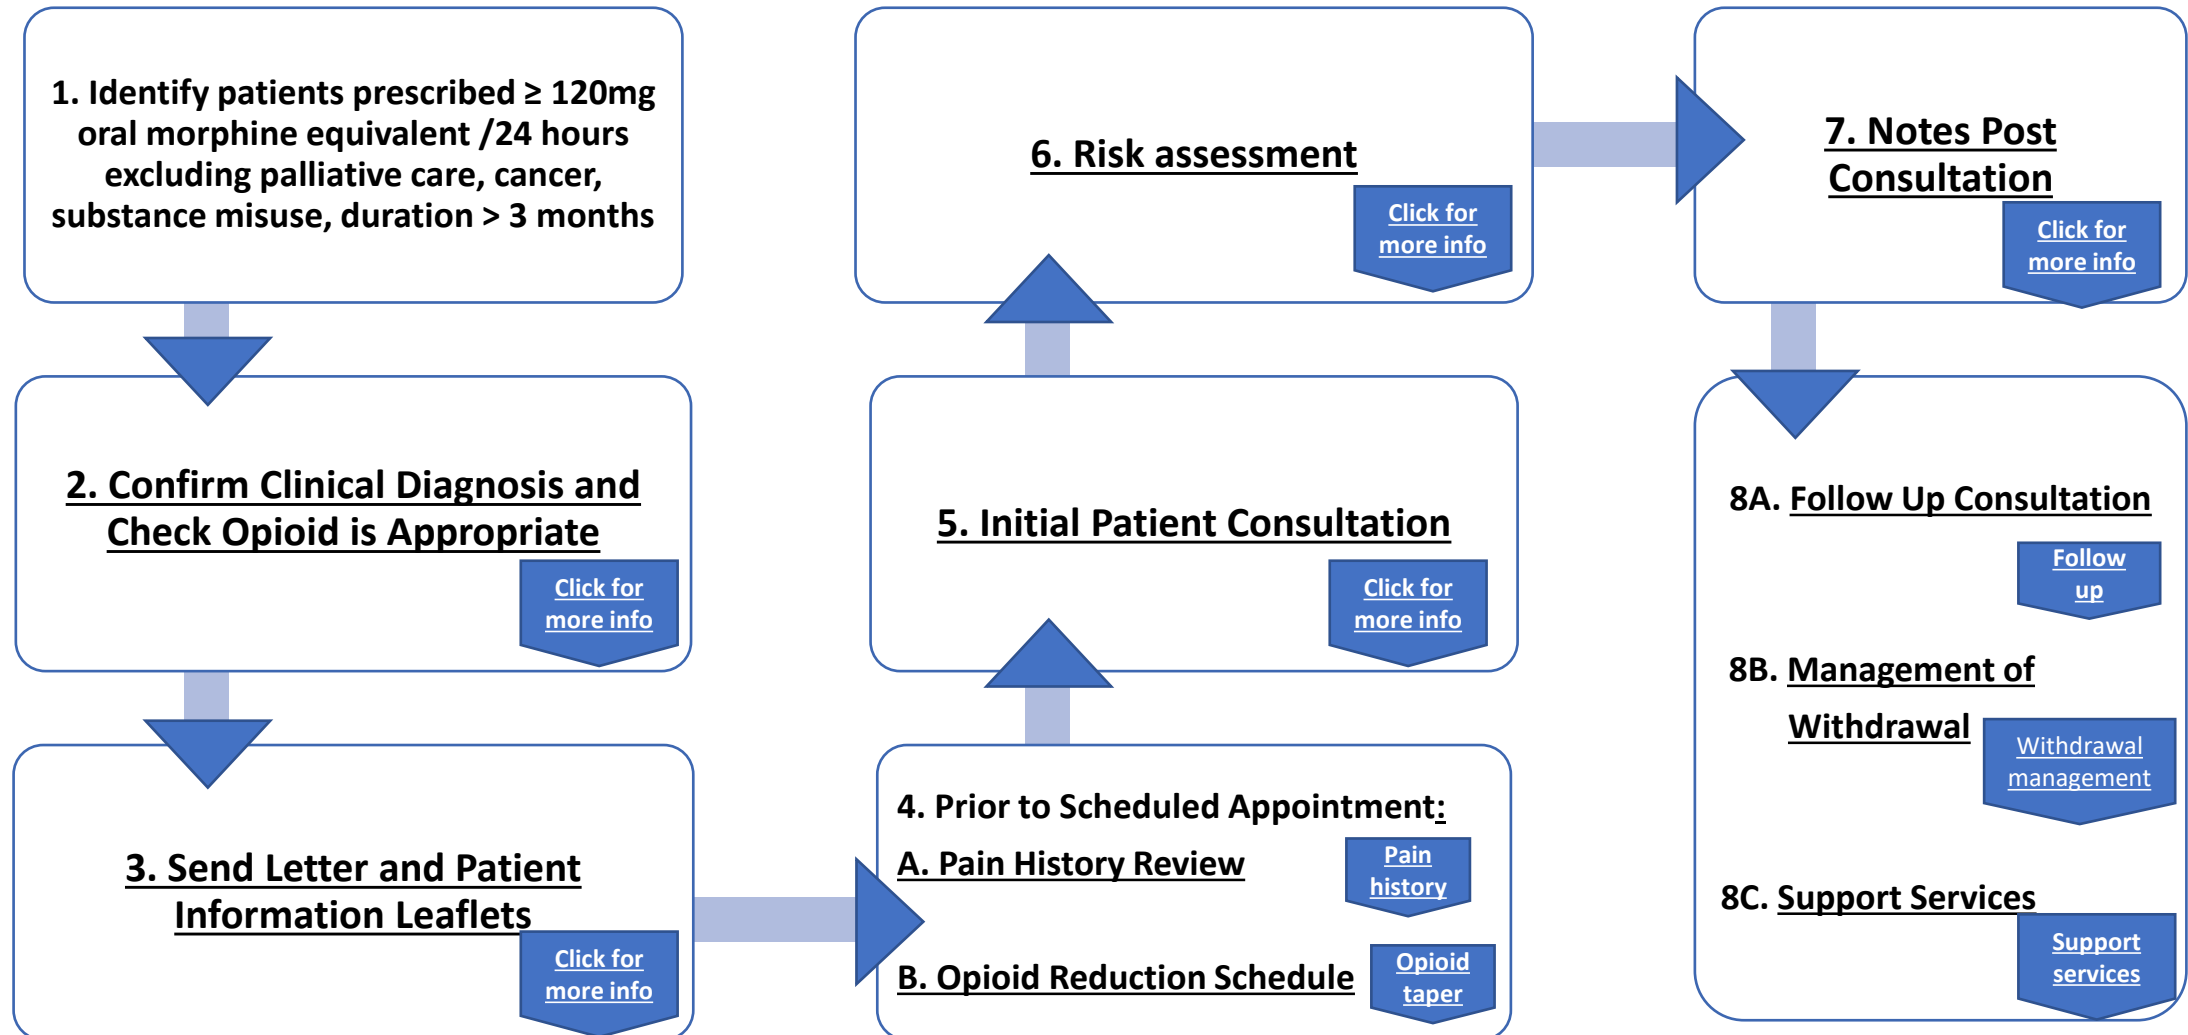 1. Identify patients prescribed ≥ 120mg
oral morphine equivalent /24 hours
excluding palliative care, cancer,
substance misuse, duration > 3 months
2. Confirm Clinical Diagnosis and
Check Opioid is Appropriate
Click for
more info
3. Send Letter and Patient
Information Leaflets
Click for
more info
4. Prior to Scheduled Appointment:
A. Pain History Review
Pain
history
B. Opioid Reduction Schedule
Opioid
taper
5. Initial Patient Consultation
Click for
more info
6. Risk assessment
Click for
more info
7. Notes Post
Consultation
Click for
more info
8A. Follow Up Consultation
Follow
up
8B. Management of
Withdrawal
Withdrawal
management
8C. Support Services
Support
services